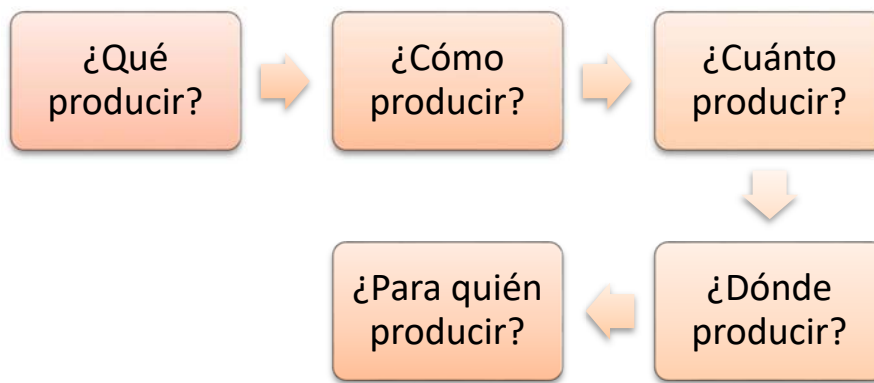 ¿Qué
producir?
¿Cómo
producir?
¿Cuánto
producir?
¿Dónde
producir?
¿Para quién
producir?